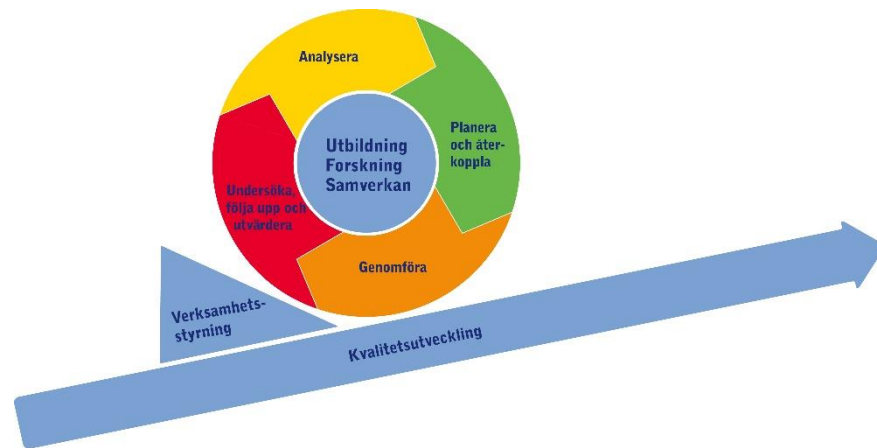 Analysera
Planera
och åter-
koppla
Utbildning
Forskning
Samverkan
Undersöka,
följa upp och
utvärdera
Genomföra
Verksamhets-
styrning
Kvalitetsutveckling